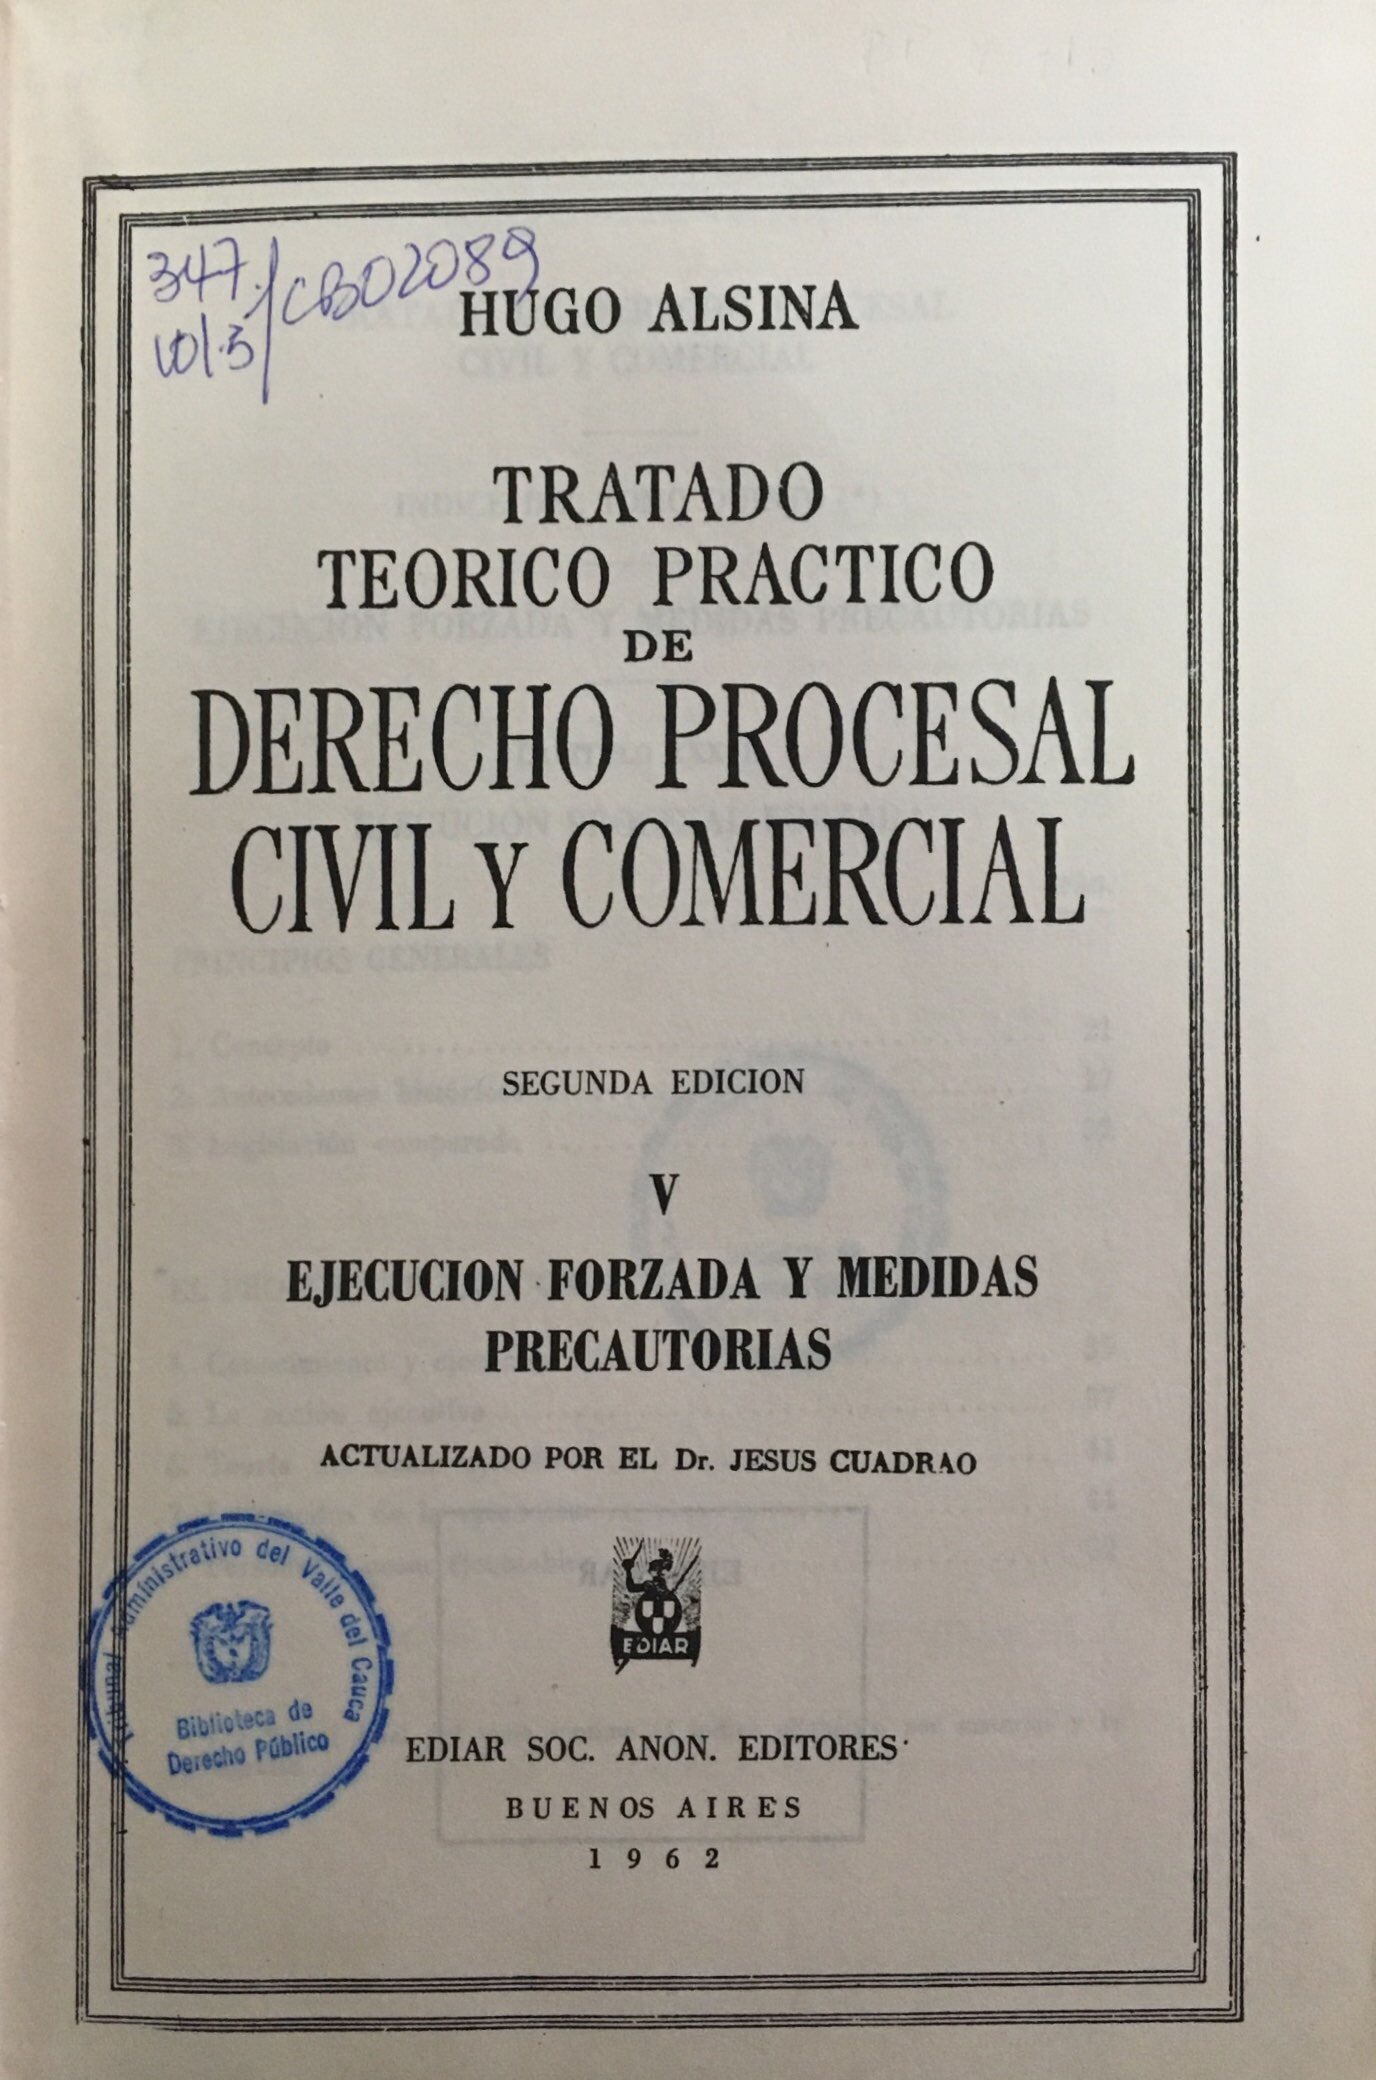 347./CB02089
vol.5
HUGO ALSINA
TRATADO
TEORICO PRACTICO
DE
DERECHO PROCESAL
CIVIL Y COMERCIAL
SEGUNDA EDICION
V
EJECUCION FORZADA Y MEDIDAS
PRECAUTORIAS
ACTUALIZADO POR EL Dr. JESUS CUADRAO
EDIAR
Tribunal Administrativo del Valle del Cauca
Biblioteca de
Derecho Público
EDIAR SOC. ANON. EDITORES
BUENOS AIRES
1962